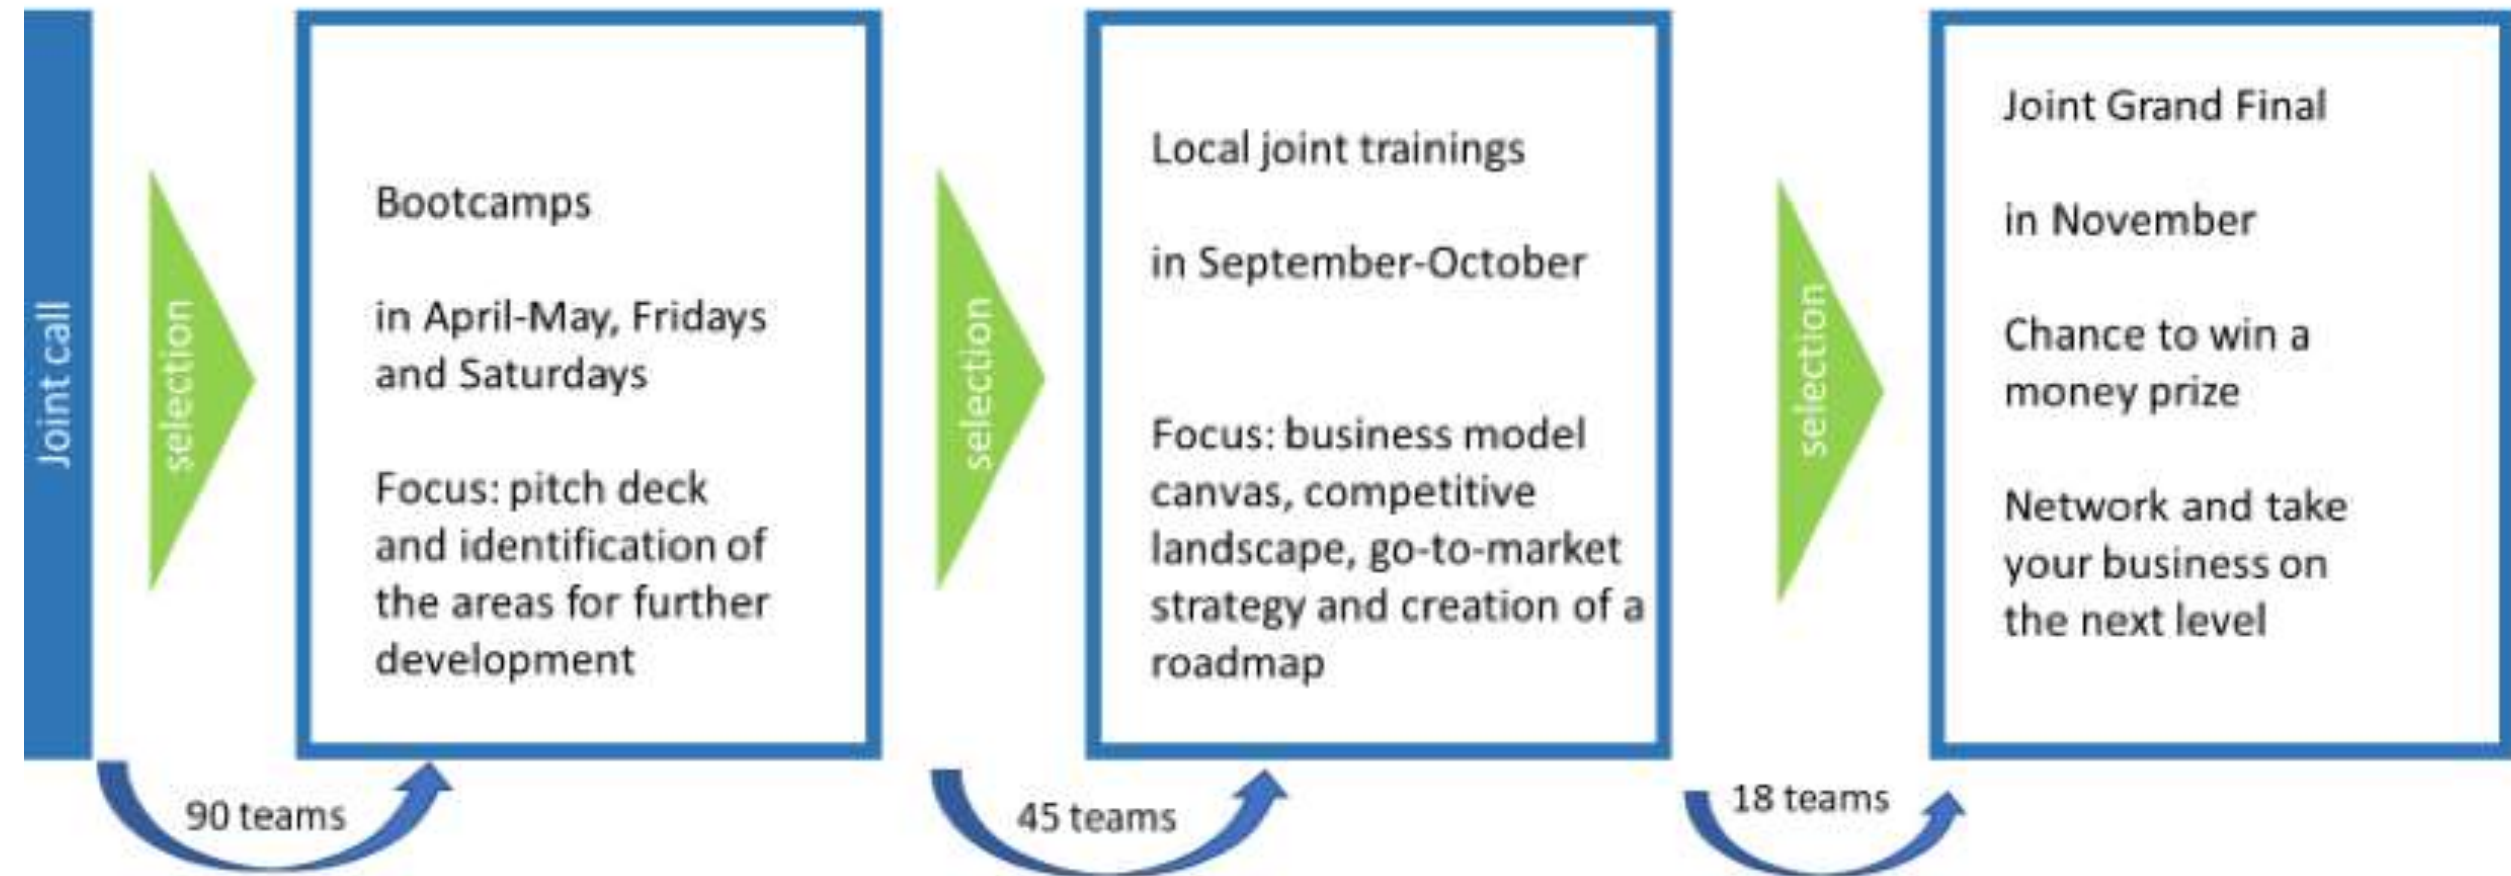 Joint call
selection
Bootcamps
in April-May, Fridays
and Saturdays
Focus: pitch deck
and identification of
the areas for further
development
90 teams
selection
Local joint trainings
in September-October
Focus: business model
canvas, competitive
landscape, go-to-market
strategy and creation of a
roadmap
45 teams
selection
Joint Grand Final
in November
Chance to win a
money prize
Network and take
your business on
the next level
18 teams